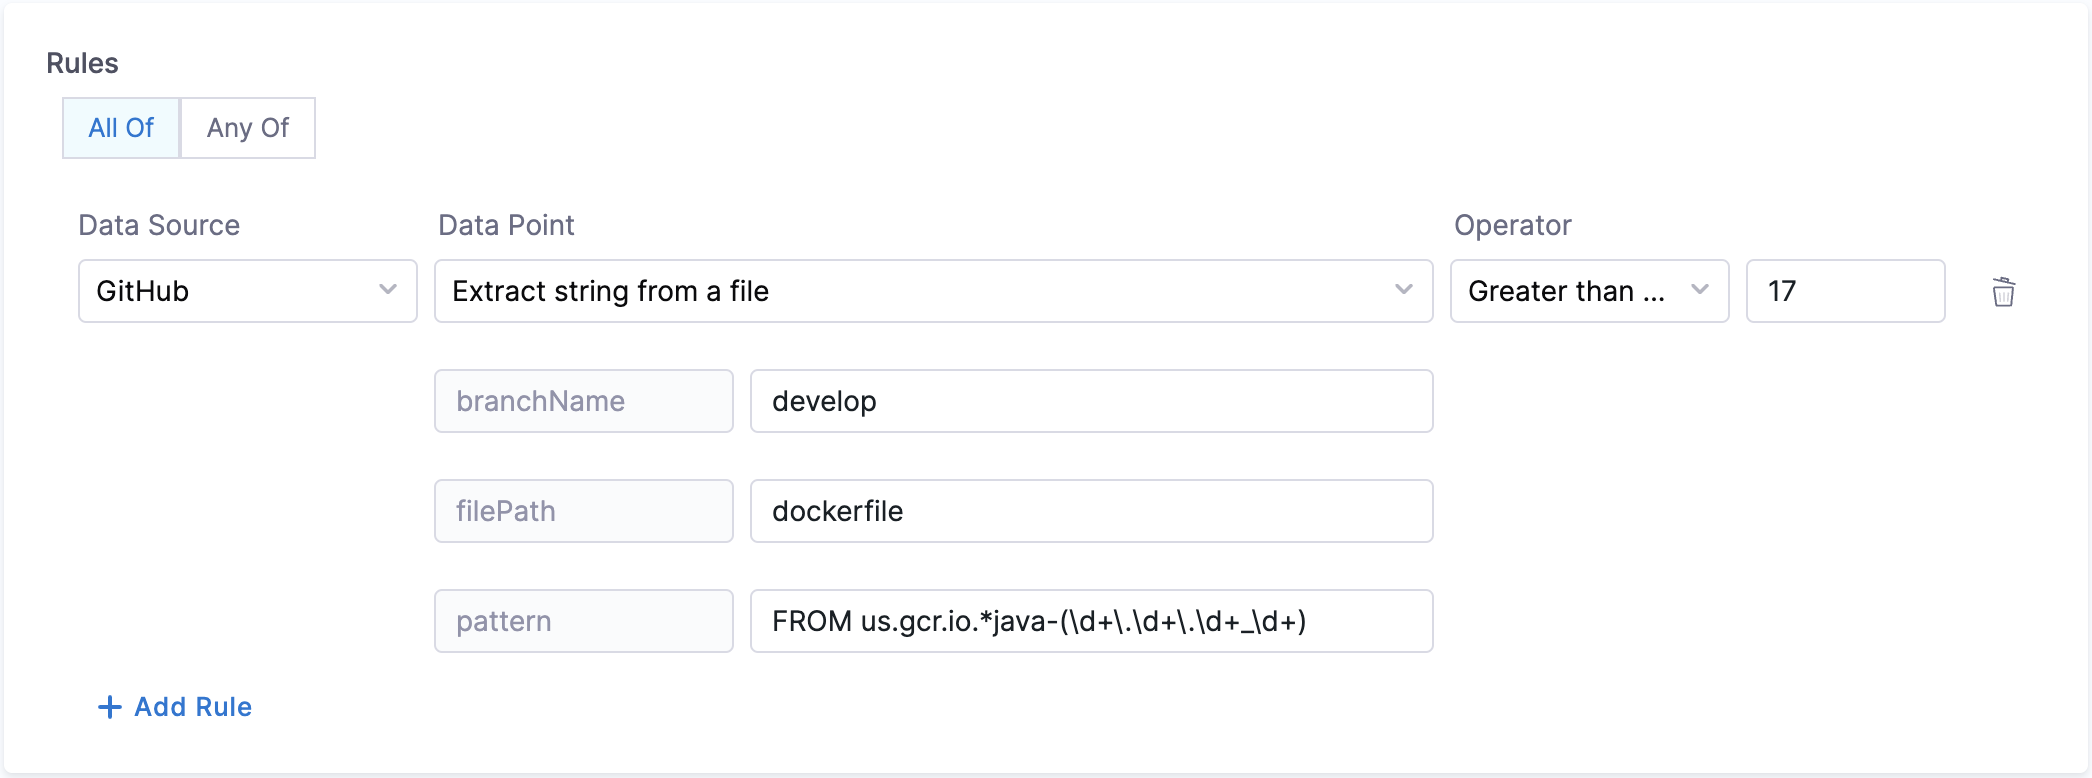 Rules
All Of Any Of
Data Source Data Point Operator
GitHub Extract string from a file Greater than ... 17
branchName develop
filePath dockerfile
pattern FROM us.gcr.io.*java-(\d+\.\d+\.\d+_\d+)
+ Add Rule